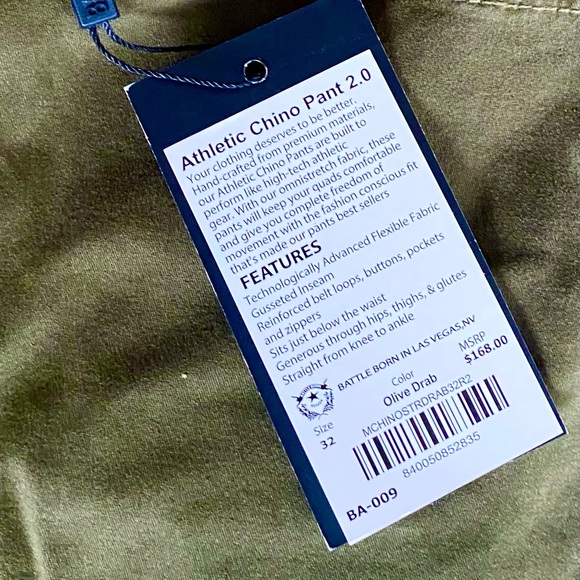 Athletic Chino Pant 2.0
Your clothing deserves to be better.
Hand-crafted from premium materials,
our Athletic Chino Pants are built to
perform like high-tech athletic
gear. With our omnistretch fabric, these
pants will keep your quads comfortable
and give you complete freedom of
movement with the fashion conscious fit
that's made our pants best sellers
FEATURES
Technologically Advanced Flexible Fabric
Gusseted Inseam
Reinforced belt loops, buttons, pockets
and zippers
Sits just below the waist
Generous through hips, thighs, & glutes
Straight from knee to ankle
BATTLE BORN IN LAS VEGAS,NV
Size
32
Color
Olive Drab
MSRP
$168.00
MCHINOSTRDRAB32R2
840050852835
BA-009